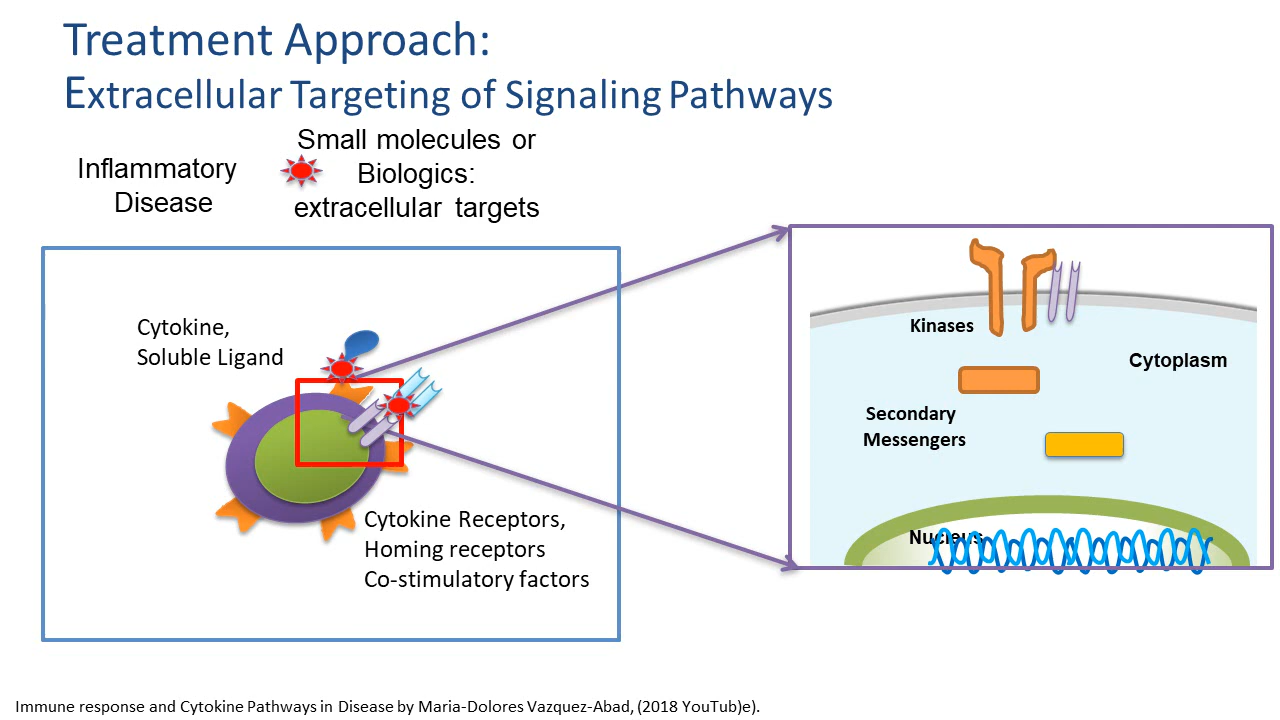 Treatment Approach:
Extracellular Targeting of Signaling Pathways
Inflammatory
Disease
Small molecules or
Biologics:
extracellular targets
Cytokine,
Soluble Ligand
Cytokine Receptors,
Homing receptors
Co-stimulatory factors
Kinases
Cytoplasm
Secondary
Messengers
Nucleus
Immune response and Cytokine Pathways in Disease by Maria-Dolores Vazquez-Abad, (2018 YouTub)e).